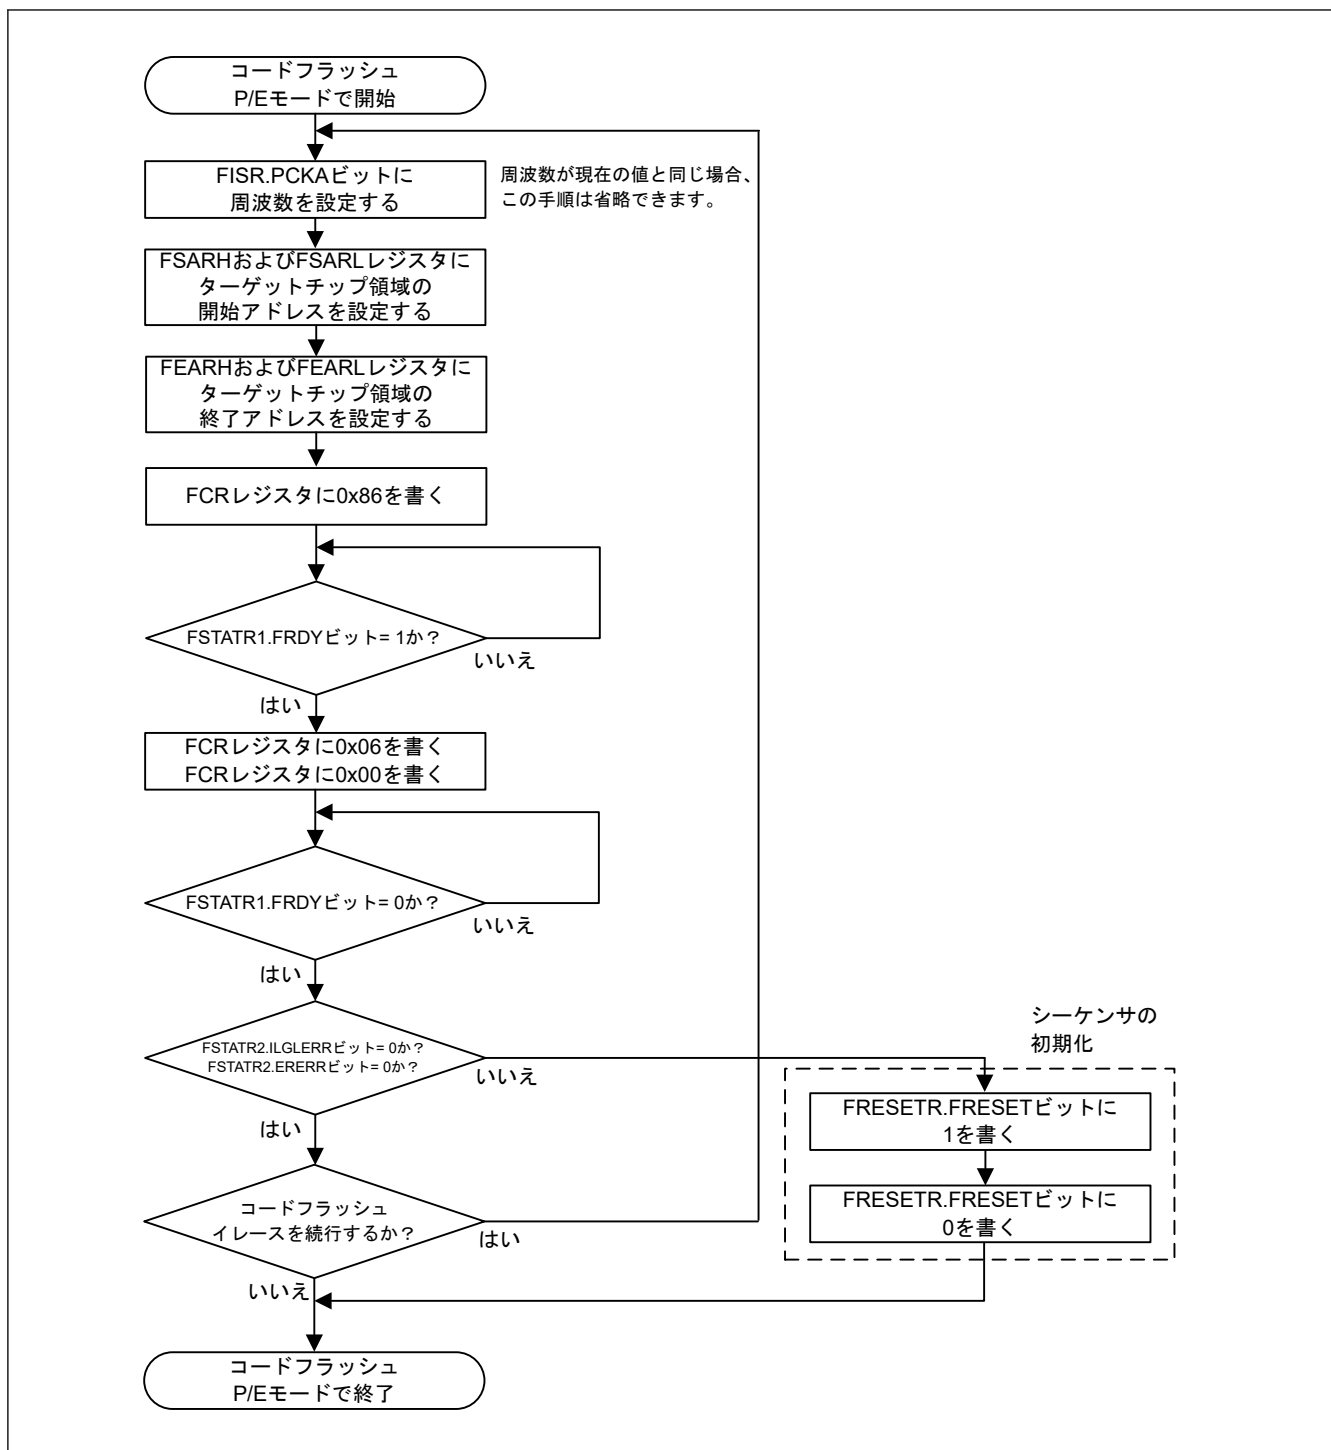 コードフラッシュ
P/Eモードで開始
FISR.PCKAビットに
周波数を設定する
周波数が現在の値と同じ場合、
この手順は省略できます。
FSARHおよびFSARLレジスタに
ターゲットチップ領域の
開始アドレスを設定する
FEARHおよびFEARLレジスタに
ターゲットチップ領域の
終了アドレスを設定する
FCRレジスタに0x86を書く
FSTATR1.FRDYビット= 1か？
いいえ
はい
FCRレジスタに0x06を書く
FCRレジスタに0x00を書く
FSTATR1.FRDYビット= 0か？
いいえ
はい
FSTATR2.ILGLERRビット= 0か？
FSTATR2.ERERRビット= 0か？
いいえ
はい
シーケンサの
初期化
FRESETR.FRESETビットに
1を書く
FRESETR.FRESETビットに
0を書く
コードフラッシュ
イレースを続行するか？
はい
いいえ
コードフラッシュ
P/Eモードで終了